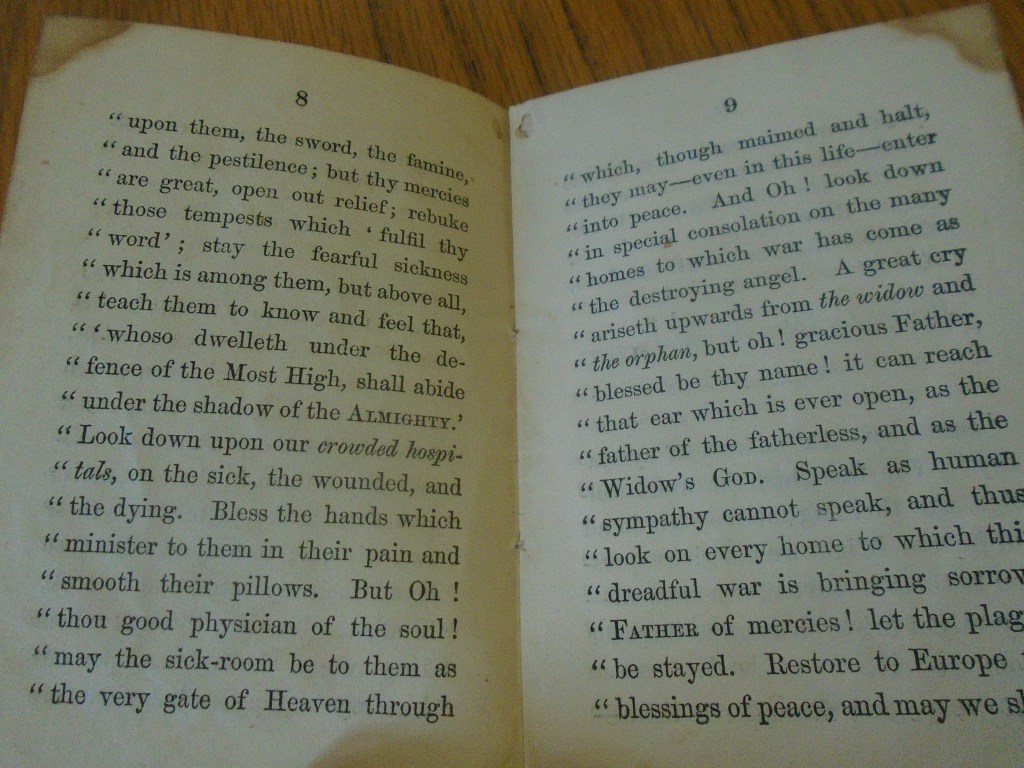 8
“upon them, the sword, the famine,
“and the pestilence; but thy mercies
“are great, open out relief; rebuke
“those tempests which ‘fulfil thy
“word’; stay the fearful sickness
“which is among them, but above all,
“teach them to know and feel that,
“‘whoso dwelleth under the de-
“fence of the Most High, shall abide
“under the shadow of the ALMIGHTY.’
“Look down upon our crowded hospi-
“tals, on the sick, the wounded, and
“the dying. Bless the hands which
“minister to them in their pain and
“smooth their pillows. But Oh!
“thou good physician of the soul!
“may the sick-room be to them as
“the very gate of Heaven through
9
“which, though maimed and halt,
“they may—even in this life—enter
“into peace. And Oh! look down
“in special consolation on the many
“homes to which war has come as
“the destroying angel. A great cry
“ariseth upwards from the widow and
“the orphan, but oh! gracious Father,
“blessed be thy name! it can reach
“that ear which is ever open, as the
“father of the fatherless, and as the
“Widow's GOD. Speak as human
“sympathy cannot speak, and thus
“look on every home to which thi
“dreadful war is bringing sorrow
“FATHER of mercies! let the plag
“be stayed. Restore to Europe
“blessings of peace, and may we sh